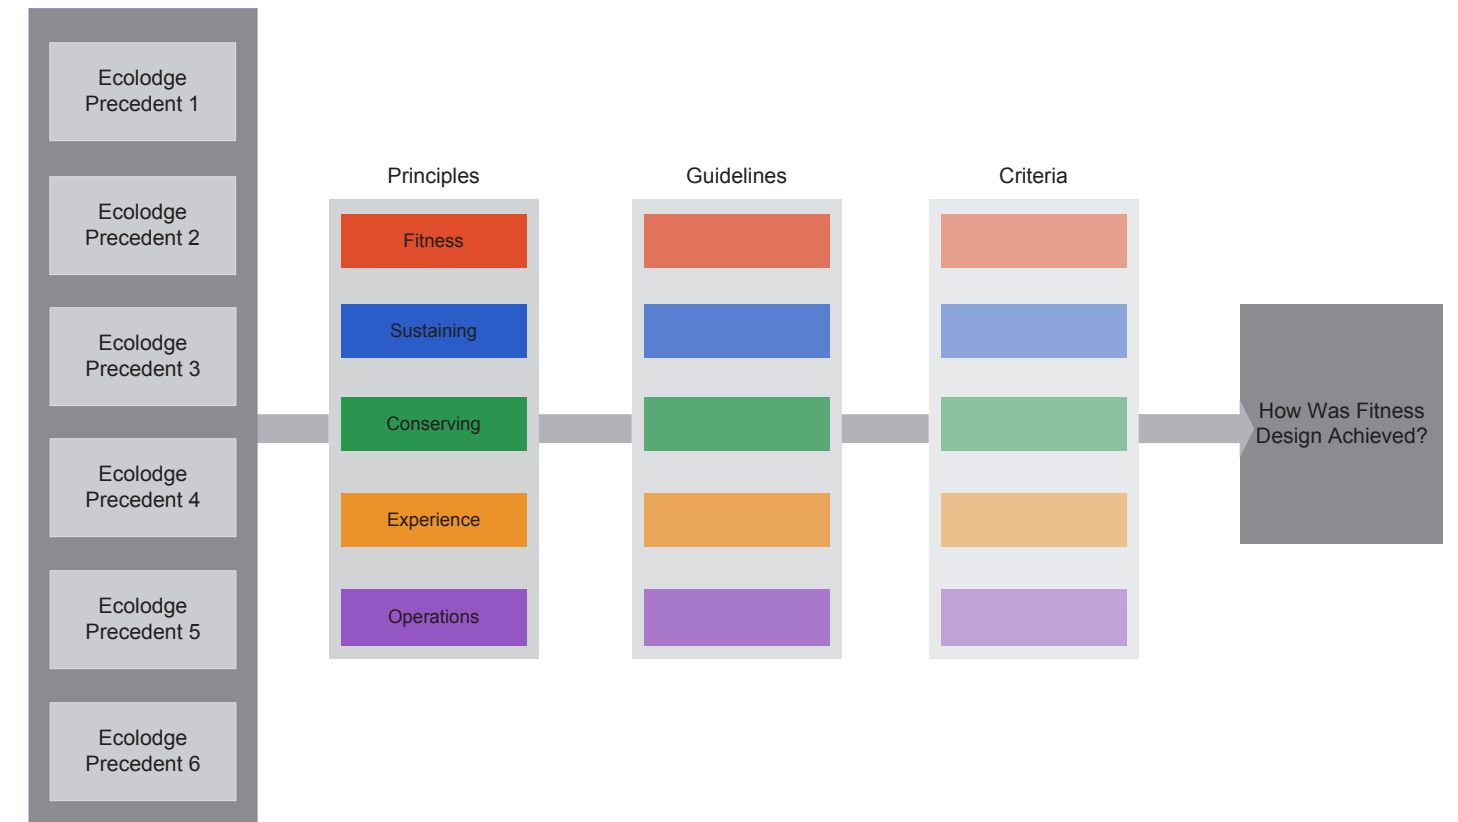 Ecolodge
Precedent 1
Ecolodge
Precedent 2
Ecolodge
Precedent 3
Ecolodge
Precedent 4
Ecolodge
Precedent 5
Ecolodge
Precedent 6
Principles
Fitness
Sustaining
Conserving
Experience
Operations
Guidelines
Criteria
How Was Fitness
Design Achieved?